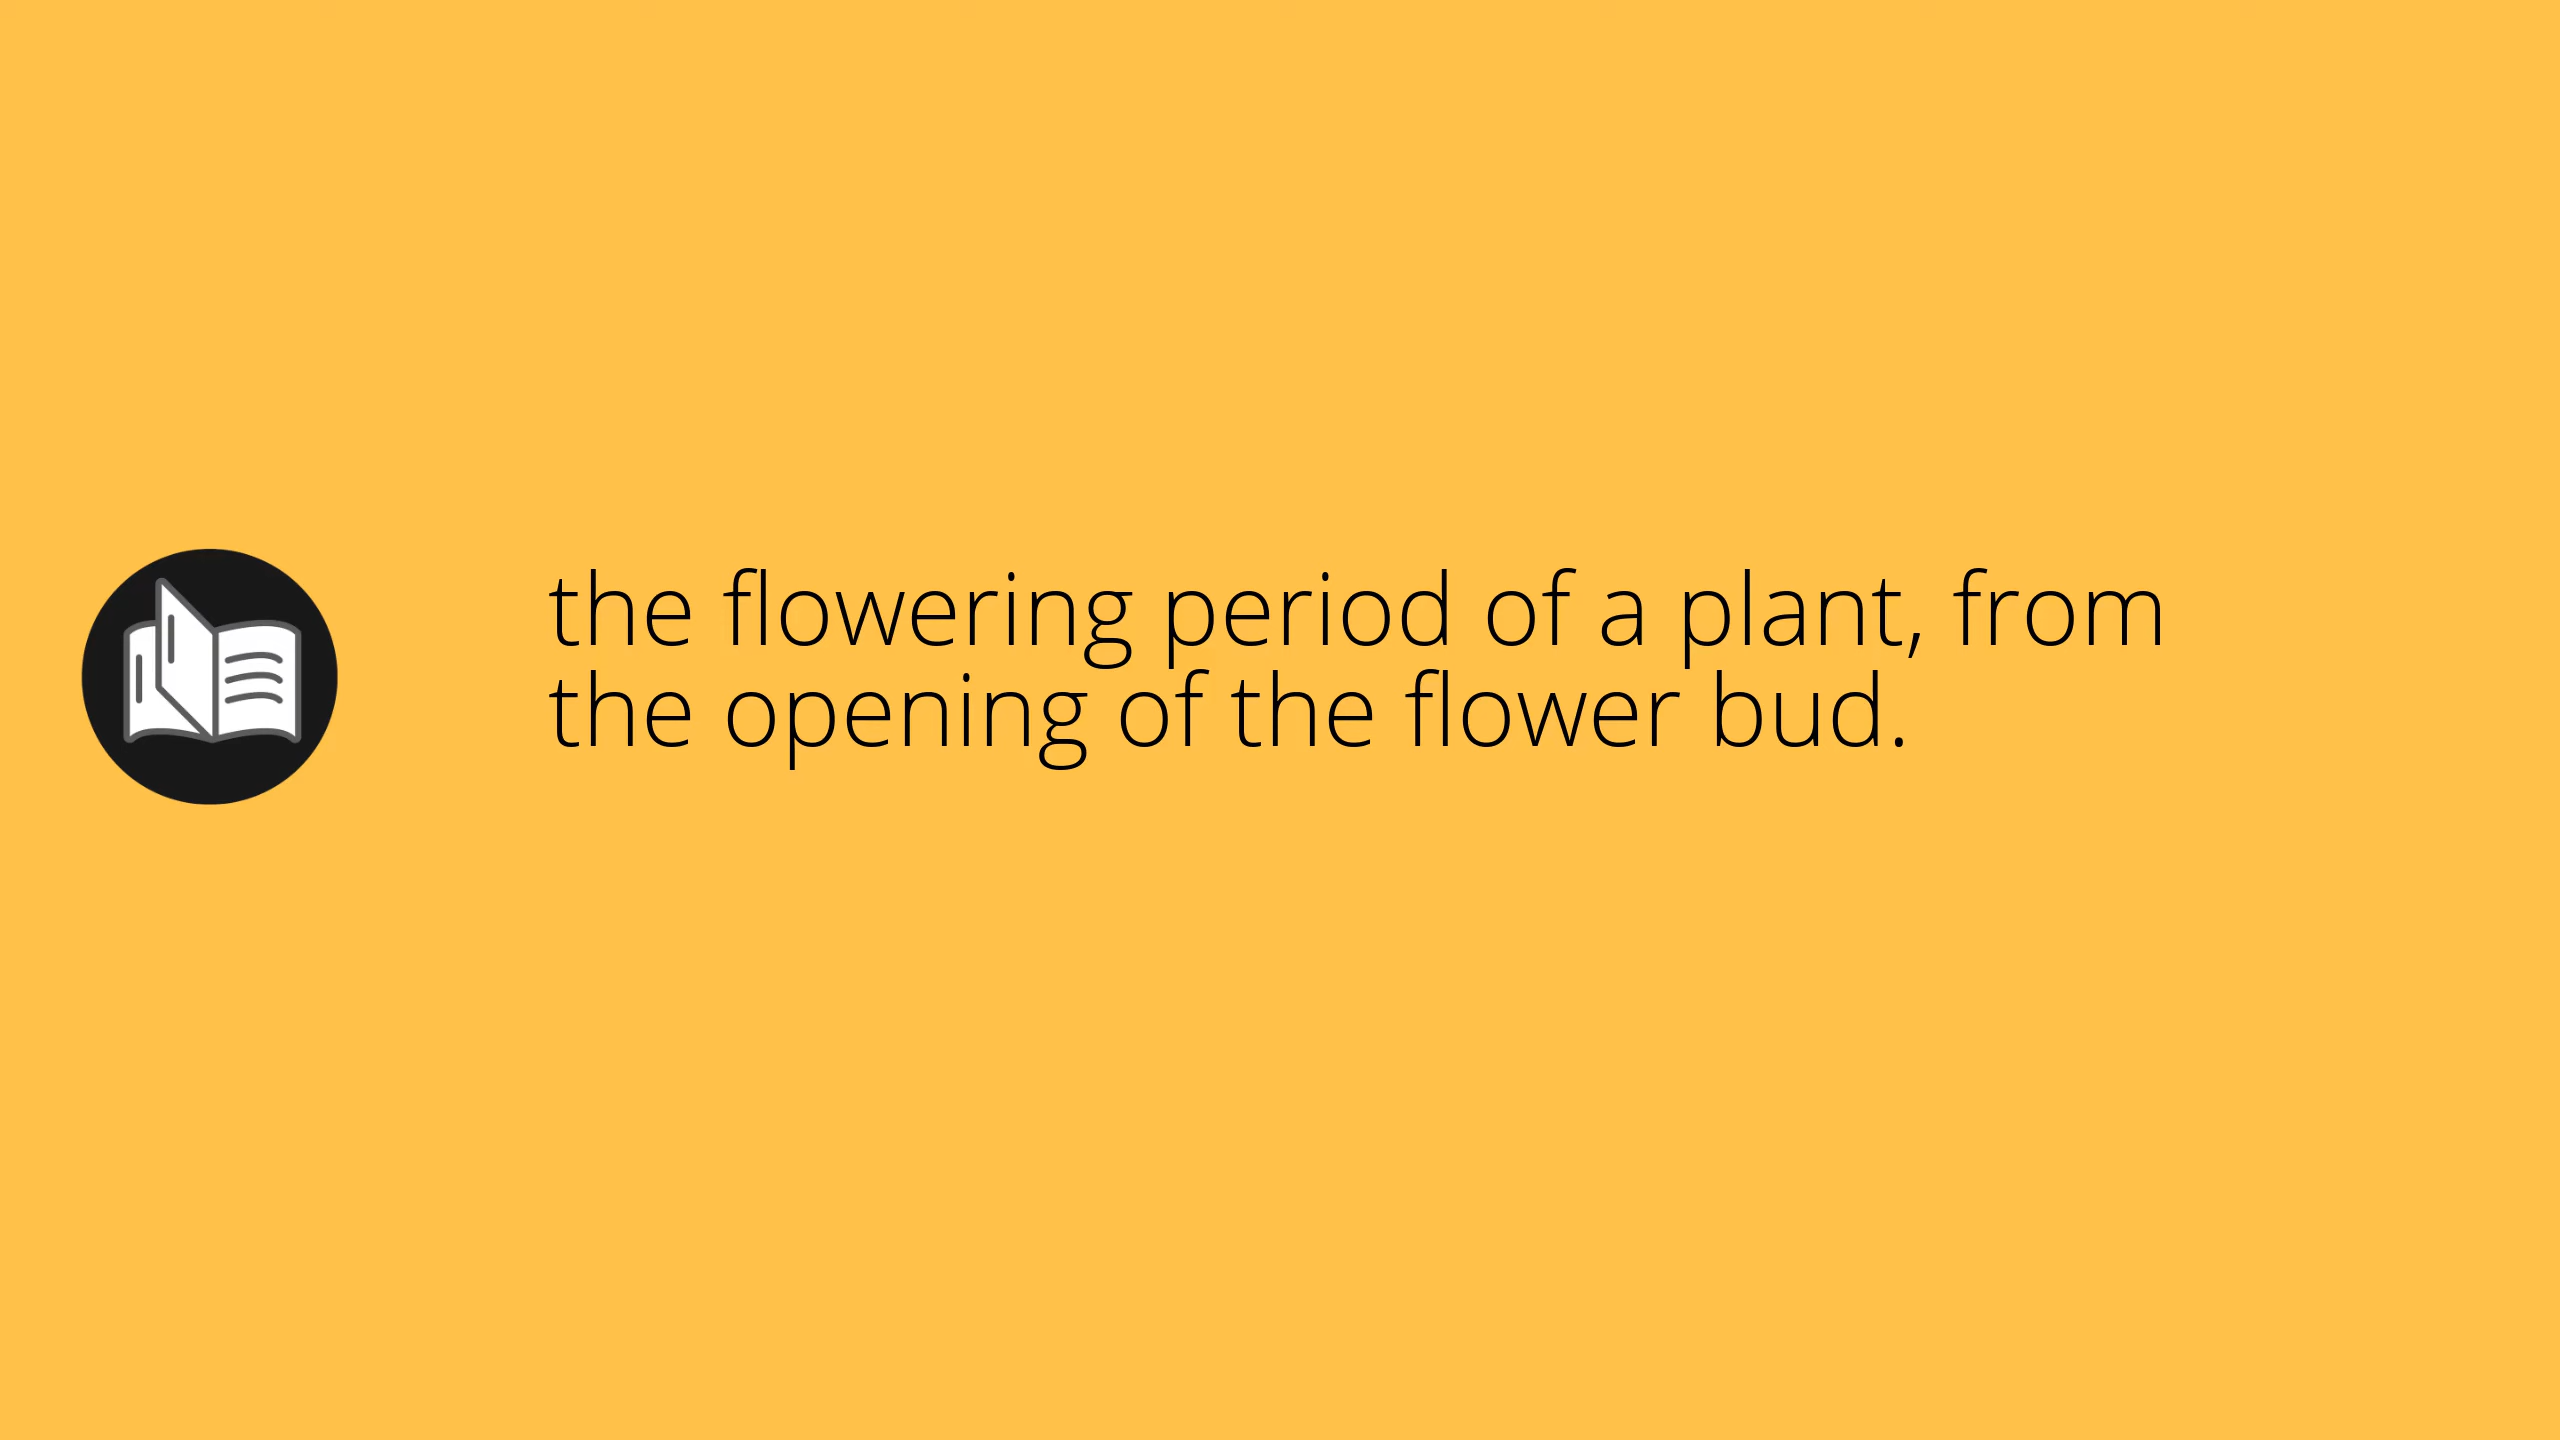 the flowering period of a plant, from
the opening of the flower bud.